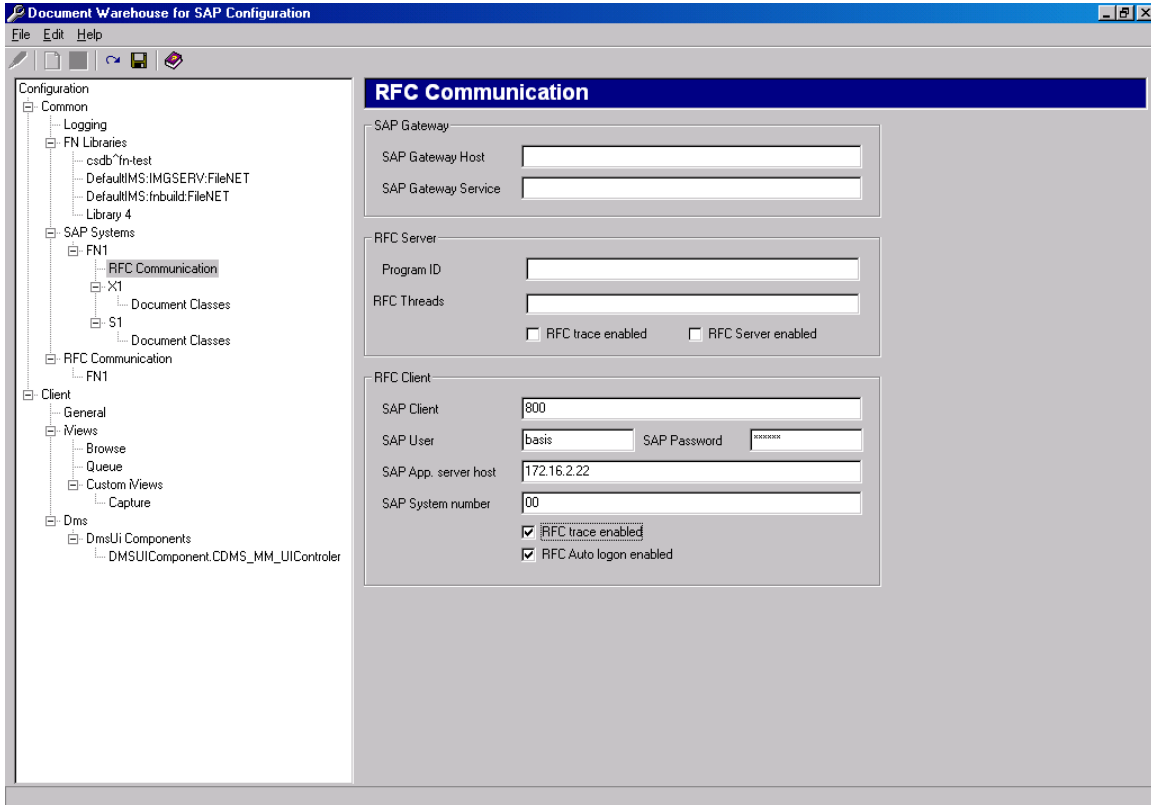 Document Warehouse for SAP Configuration
File Edit Help
Configuration
Common
Logging
FN Libraries
csdb^fn-test
DefaultIMS:IMGSERV:FileNET
DefaultIMS:fnbuild:FileNET
Library 4
SAP Systems
FN1
RFC Communication
X1
Document Classes
S1
Document Classes
RFC Communication
FN1
Client
General
iViews
Browse
Queue
Custom iViews
Capture
Dms
DmsUi Components
DMSUIComponent.CDMS_MM_UIControler
RFC Communication
SAP Gateway
SAP Gateway Host
SAP Gateway Service
RFC Server
Program ID
RFC Threads
RFC trace enabled RFC Server enabled
RFC Client
SAP Client 800
SAP User basis SAP Password ××××××
SAP App. server host 172.16.2.22
SAP System number 00
RFC trace enabled
RFC Auto logon enabled